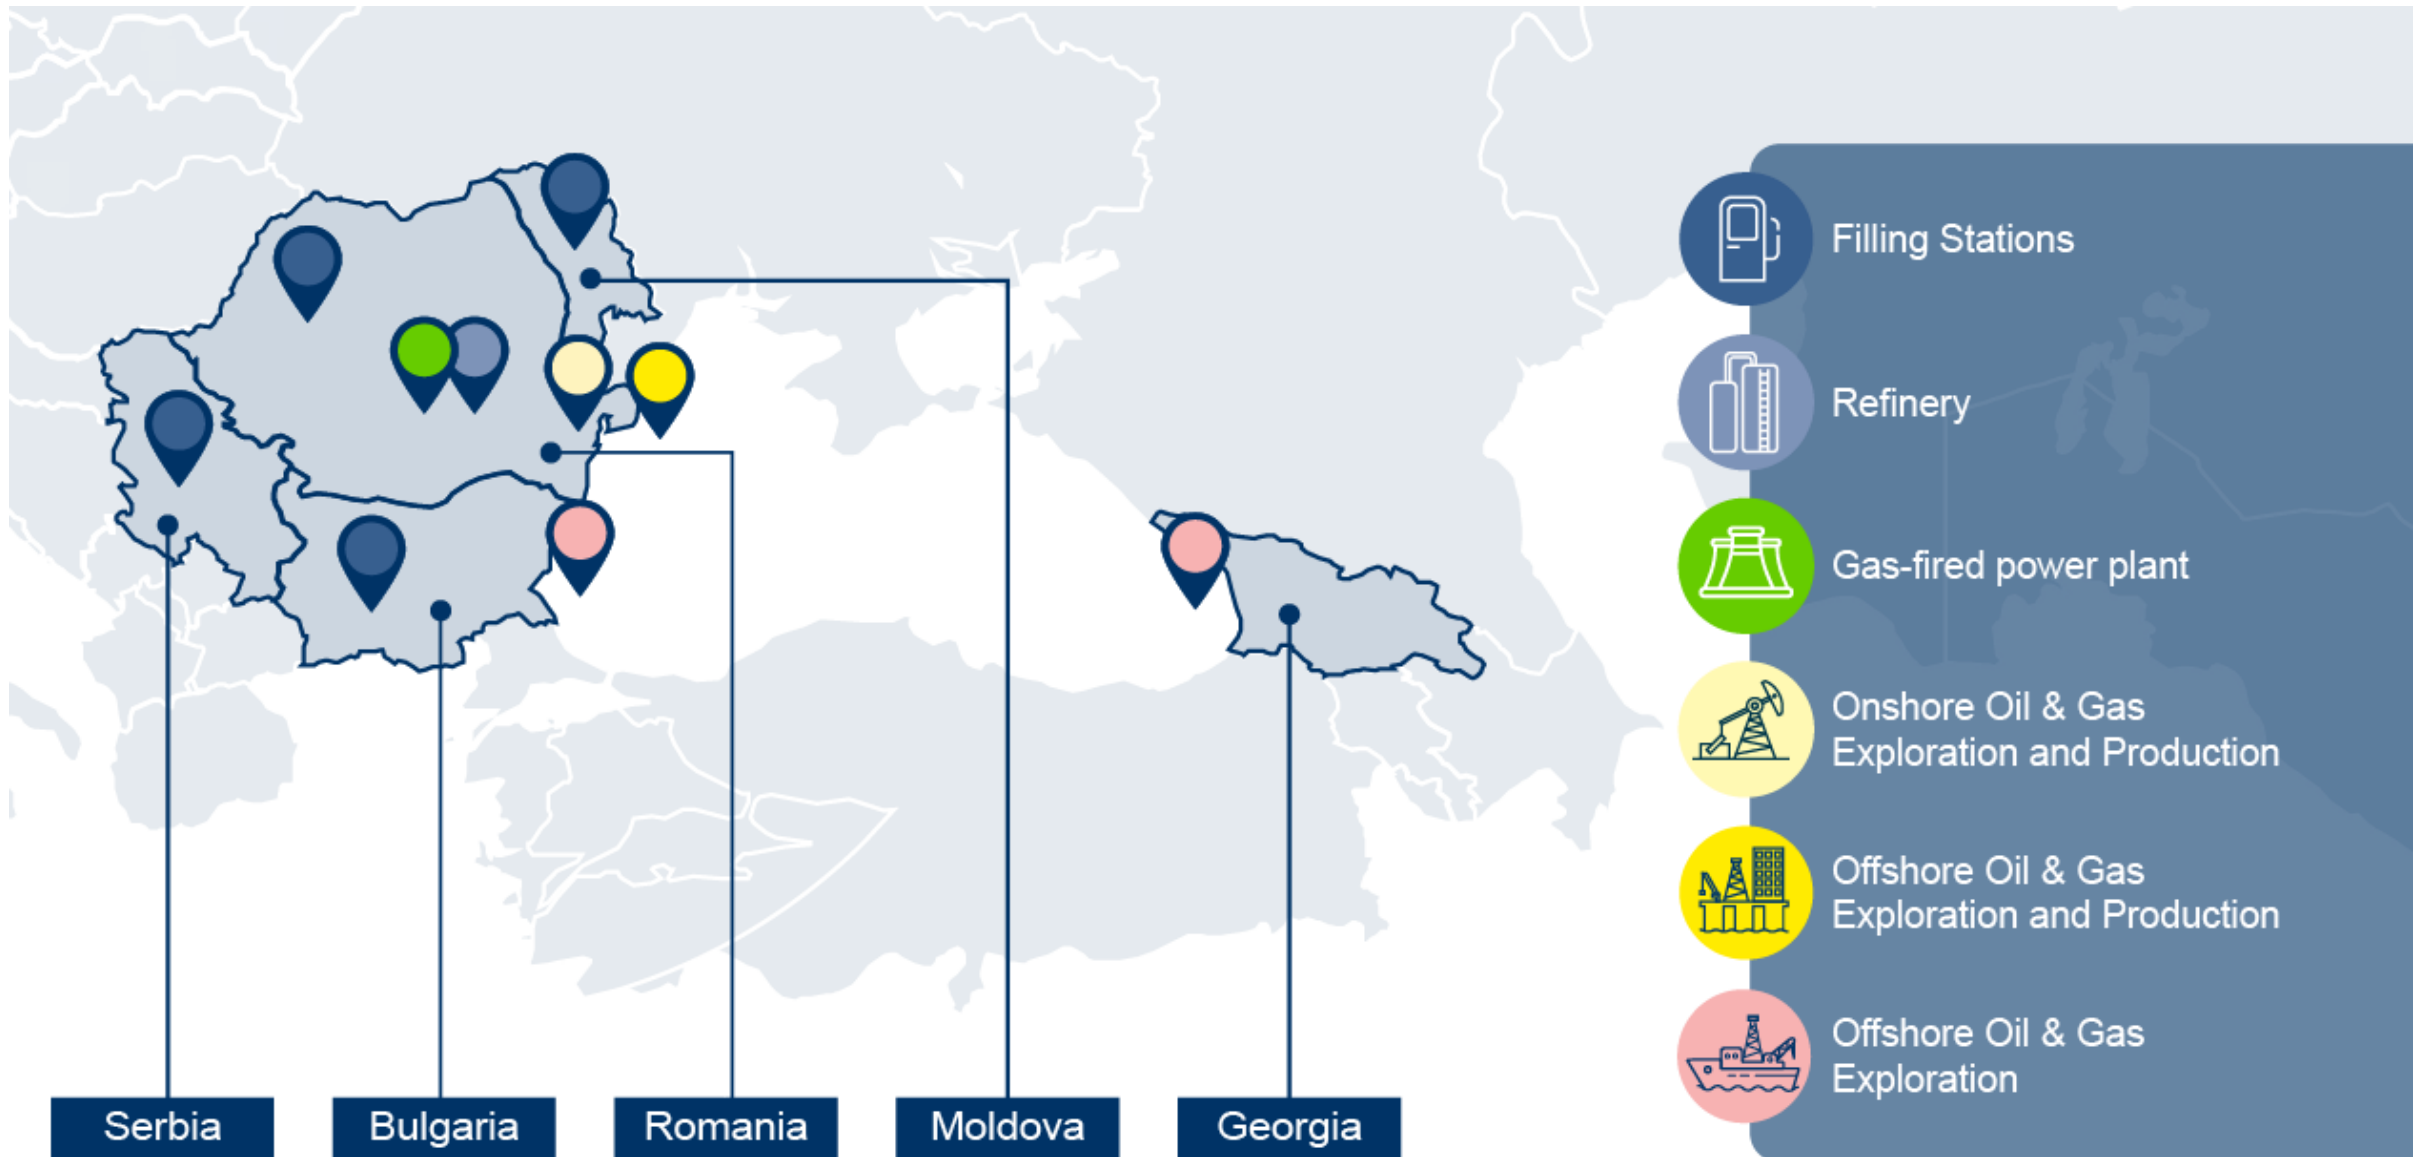 Filling Stations
Refinery
Gas-fired power plant
Onshore Oil & Gas
Exploration and Production
Offshore Oil & Gas
Exploration and Production
Offshore Oil & Gas
Exploration
Serbia
Bulgaria
Romania
Moldova
Georgia